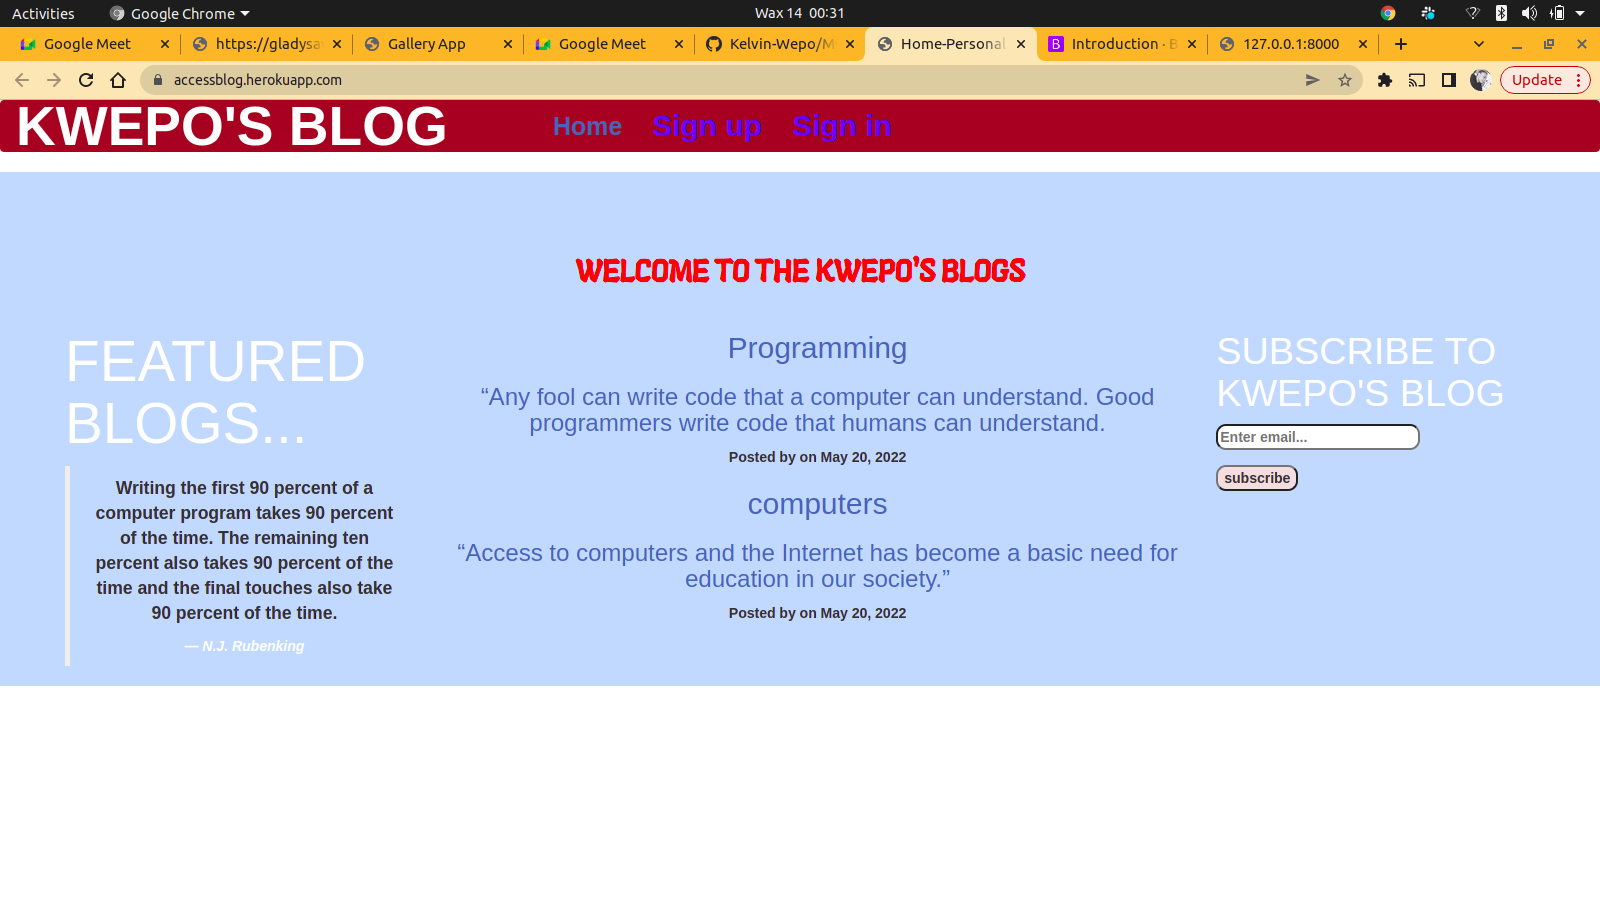 Activities Google Chrome Wax 14 00:31
Google Meet https://gladysa Gallery App Google Meet Kelvin-Wepo/M Home-Personal Introduction · B 127.0.0.1:8000
accessblog.herokuapp.com Update
KWEPO'S BLOG Home Sign up Sign in
WELCOME TO THE KWEPO'S BLOGS
FEATURED
BLOGS...
Writing the first 90 percent of a
computer program takes 90 percent
of the time. The remaining ten
percent also takes 90 percent of the
time and the final touches also take
90 percent of the time.
— N.J. Rubenking
Programming
“Any fool can write code that a computer can understand. Good
programmers write code that humans can understand.
Posted by on May 20, 2022
computers
“Access to computers and the Internet has become a basic need for
education in our society.”
Posted by on May 20, 2022
SUBSCRIBE TO
KWEPO'S BLOG
Enter email...
subscribe